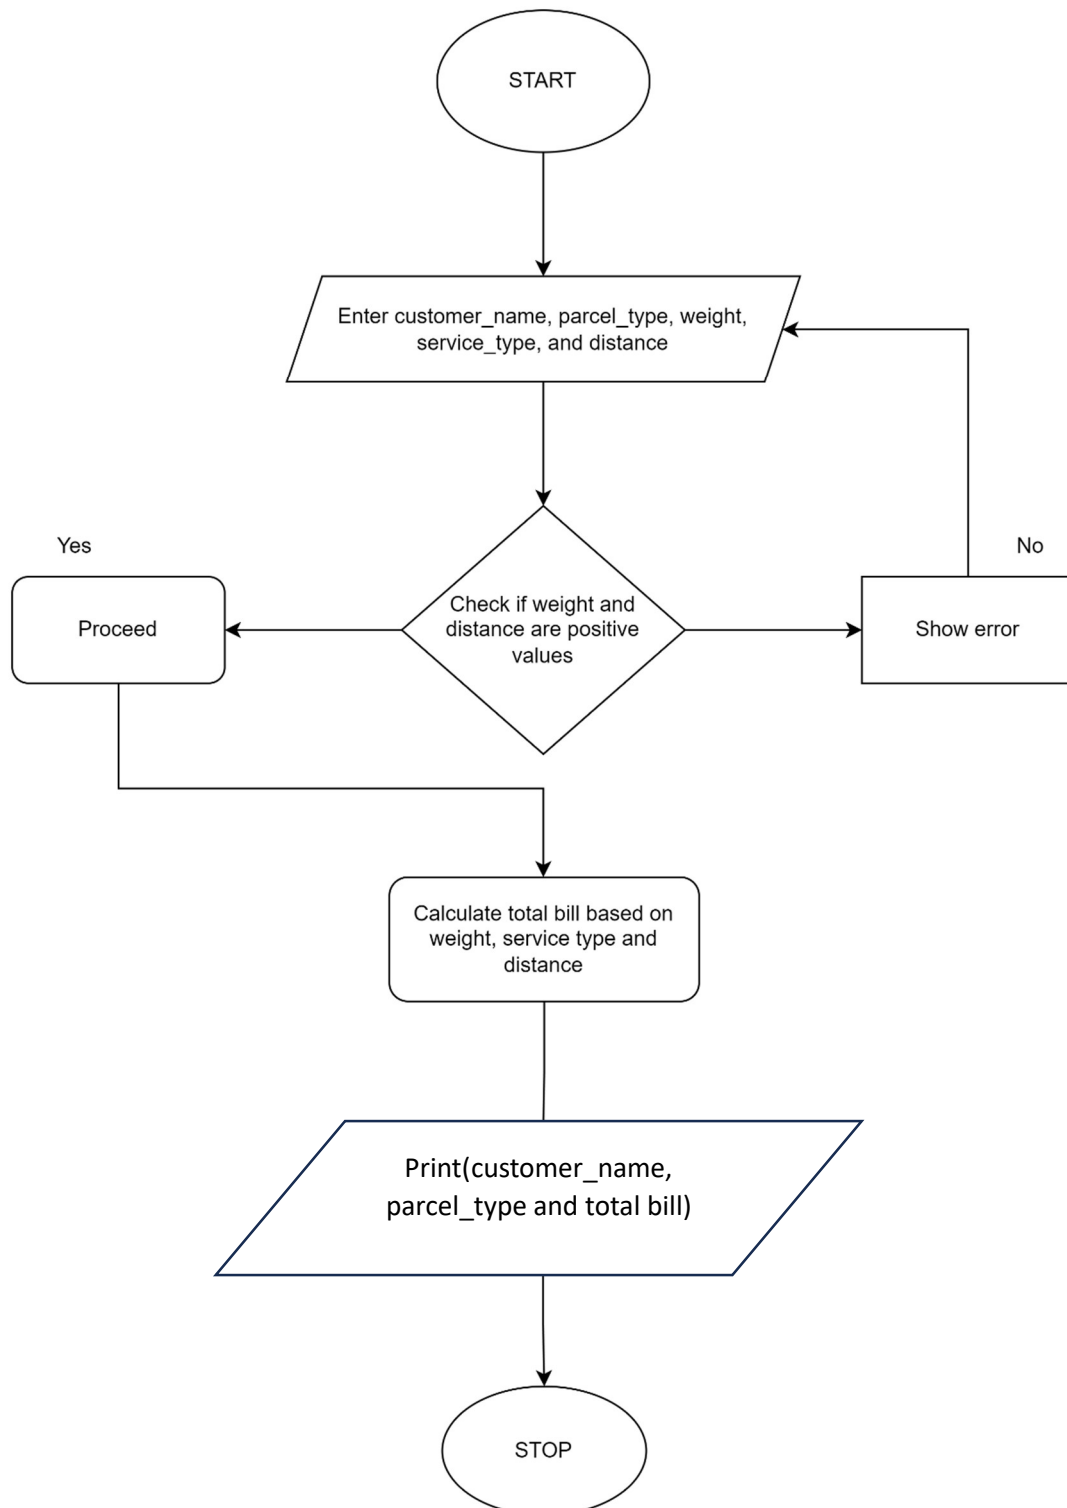 START
Enter customer_name, parcel_type, weight,
service_type, and distance
Yes
No
Proceed
Check if weight and
distance are positive
values
Show error
Calculate total bill based on
weight, service type and
distance
Print(customer_name,
parcel_type and total bill)
STOP